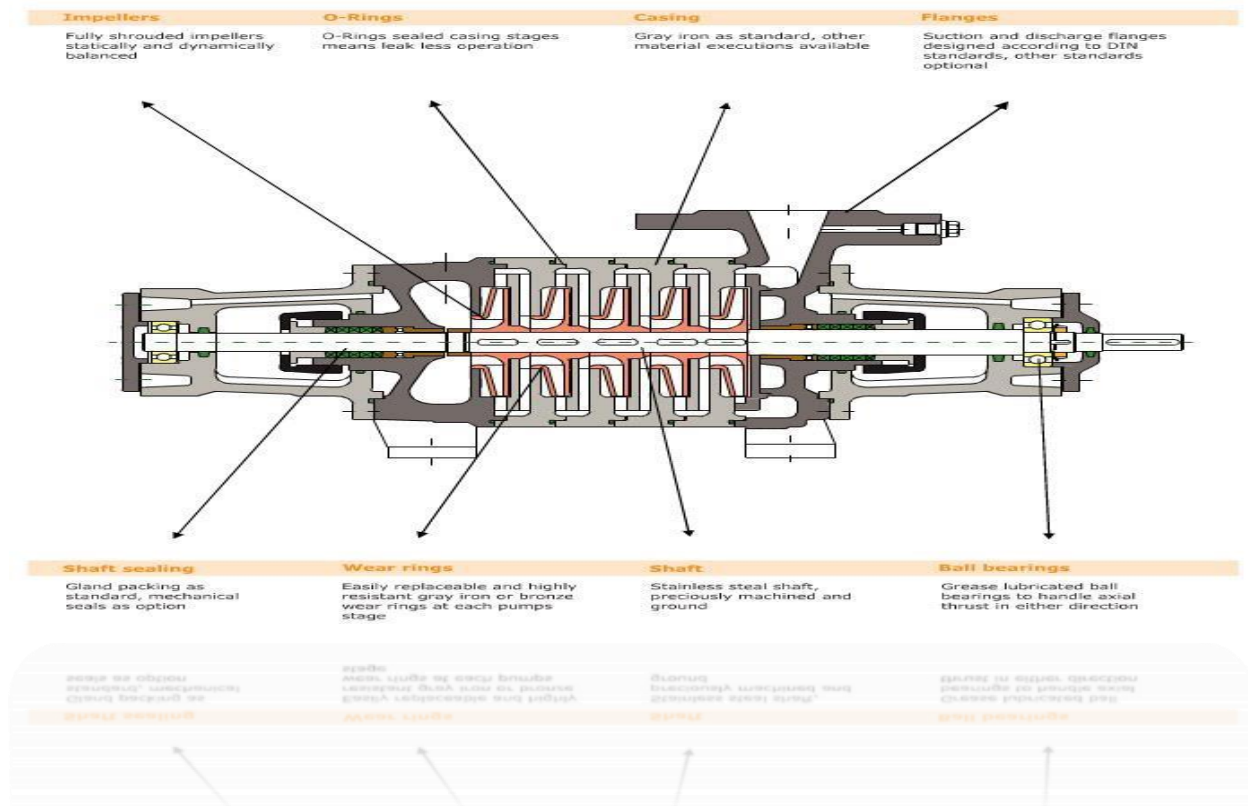 Impellers
Fully shrouded impellers
statically and dynamically
balanced
O-Rings
O-Rings sealed casing stages
means leak less operation
Casing
Gray iron as standard, other
material executions available
Flanges
Suction and discharge flanges
designed according to DIN
standards, other standards
optional
Shaft sealing
Gland packing as
standard, mechanical
seals as option
Wear rings
Easily replaceable and highly
resistant gray iron or bronze
wear rings at each pumps
stage
Shaft
Stainless steal shaft,
preciously machined and
ground
Ball bearings
Grease lubricated ball
bearings to handle axial
thrust in either direction